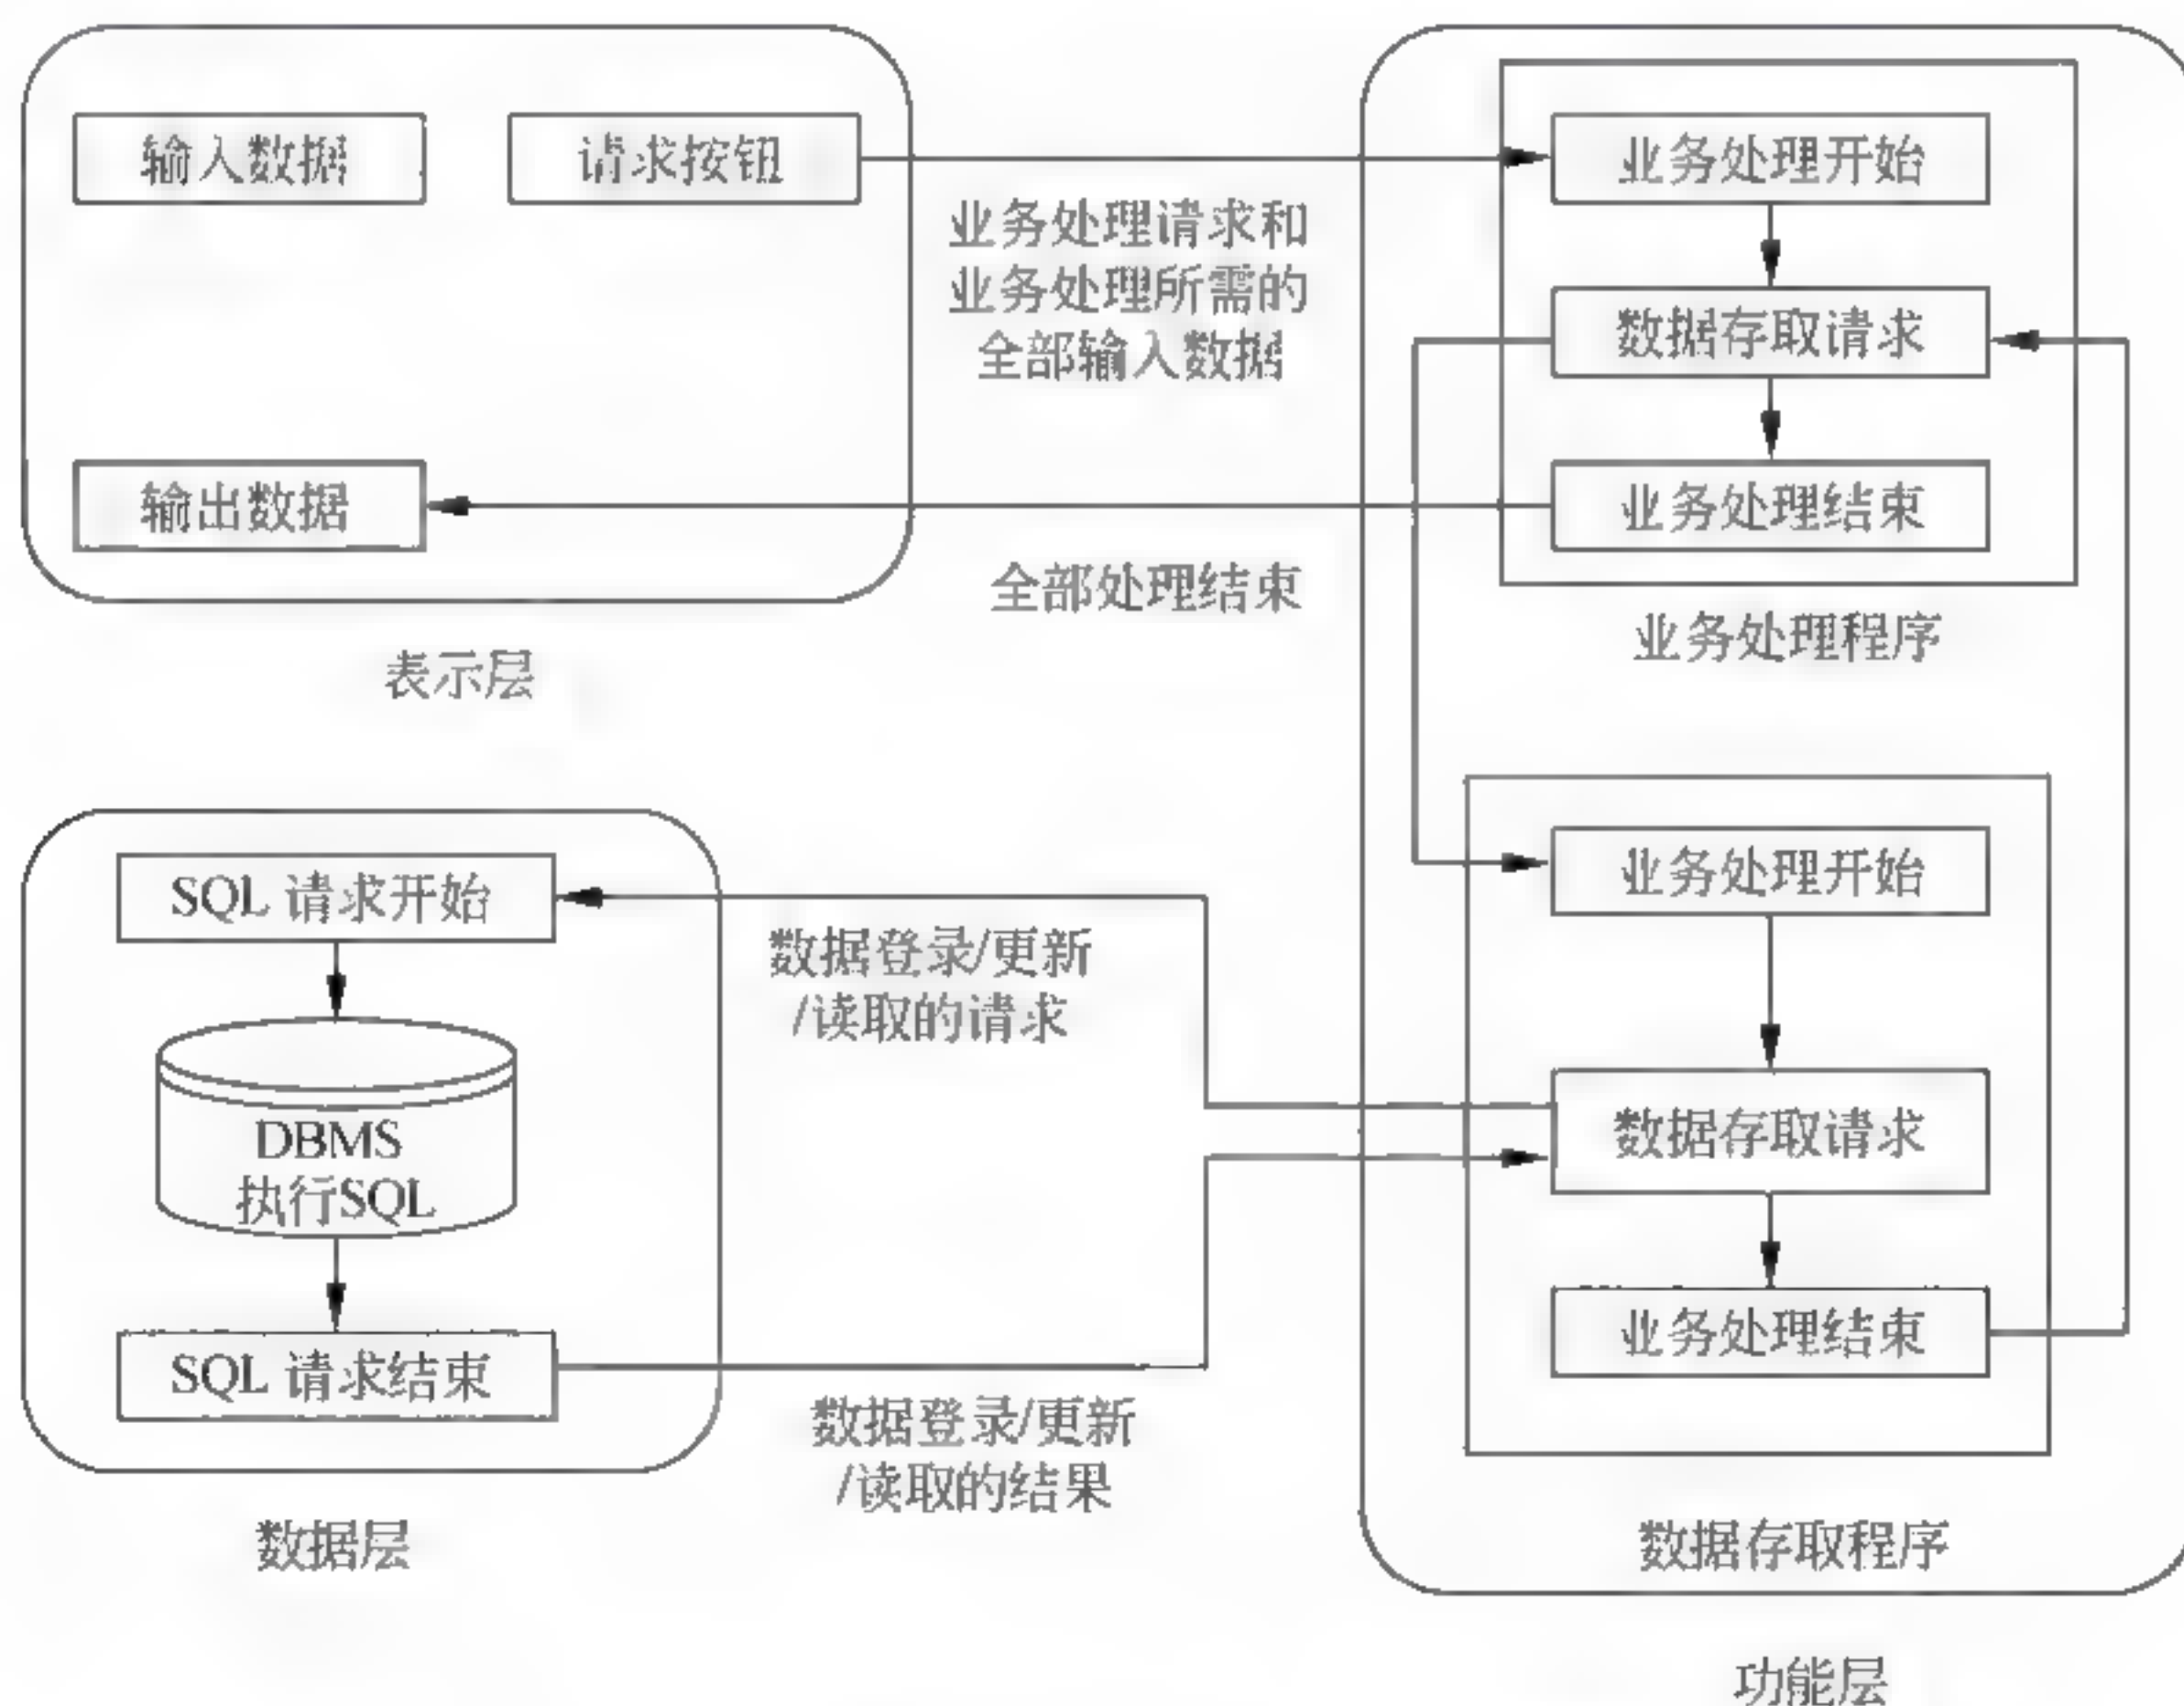 输入数据
请求按钮
业务处理请求和
业务处理所需的
全部输入数据
输出数据
全部处理结束
表示层
业务处理开始
数据存取请求
业务处理结束
业务处理程序
SQL 请求开始
DBMS
执行SQL
SQL 请求结束
数据层
数据登录/更新
/读取的请求
数据登录/更新
/读取的结果
业务处理开始
数据存取请求
业务处理结束
数据存取程序
功能层